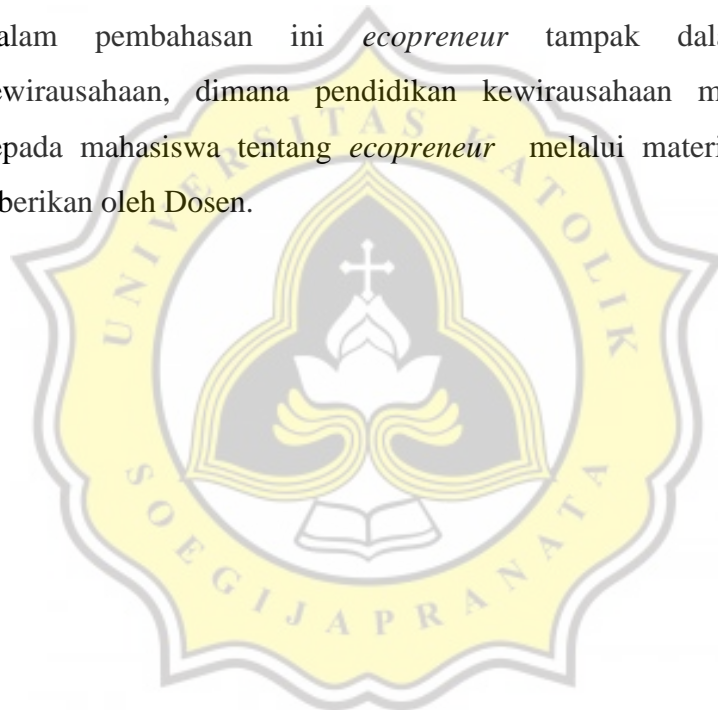 alam pembahasan ini ecopreneur tampak dal
ewirausahaan, dimana pendidikan kewirausahaan m
epada mahasiswa tentang ecopreneur melalui materi
berikan oleh Dosen.
UNIVERSITAS KATOLIK
SOEGIJAPRANATA